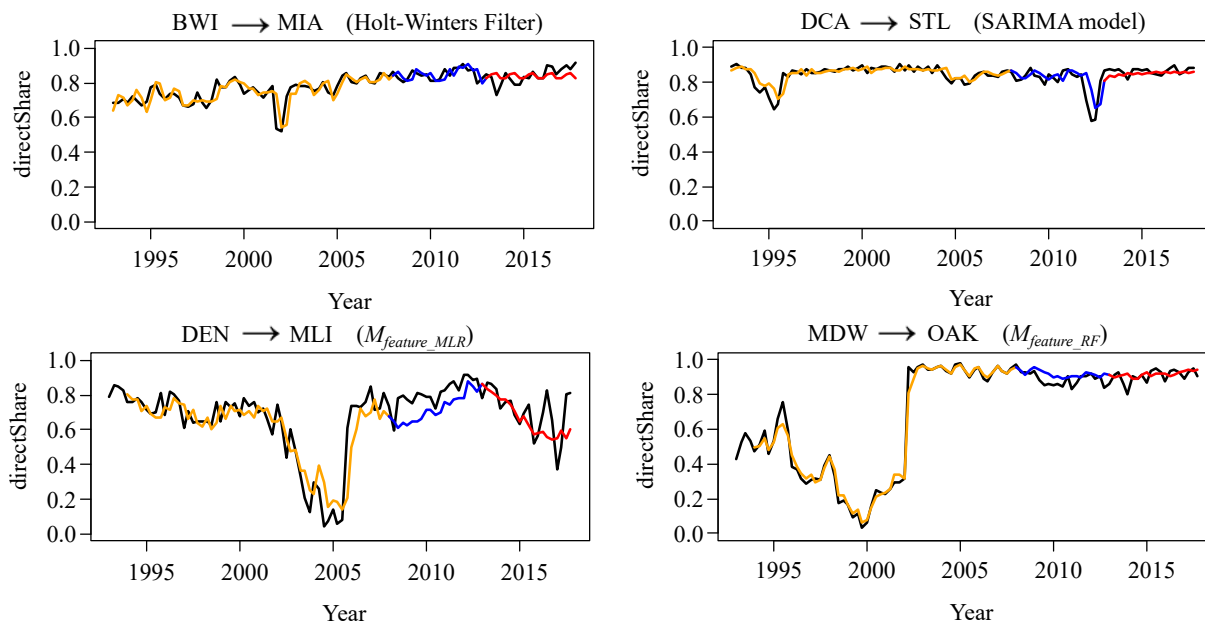 BWI → MIA (Holt-Winters Filter)
directShare
1.0
0.8
0.6
0.4
0.2
0.0
1995 2000 2005 2010 2015
Year
DCA → STL (SARIMA model)
directShare
1.0
0.8
0.6
0.4
0.2
0.0
1995 2000 2005 2010 2015
Year
DEN → MLI (M_feature_MLR)
directShare
1.0
0.8
0.6
0.4
0.2
0.0
1995 2000 2005 2010 2015
Year
MDW → OAK (M_feature_RF)
directShare
1.0
0.8
0.6
0.4
0.2
0.0
1995 2000 2005 2010 2015
Year